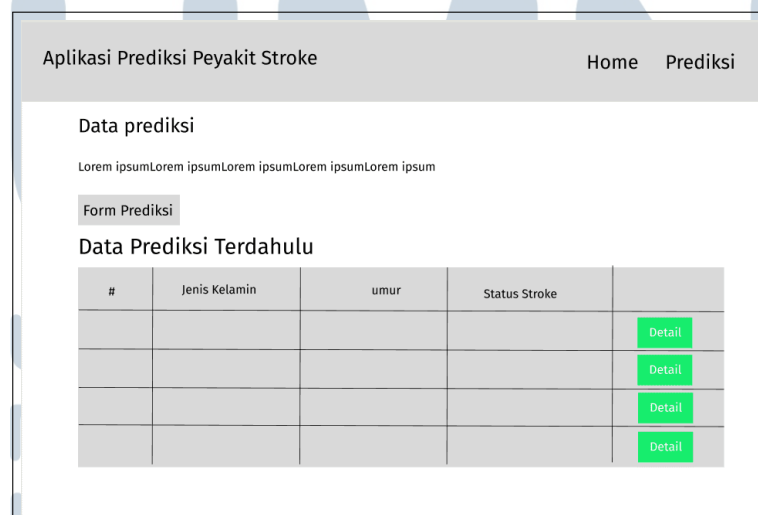 Aplikasi Prediksi Peyakit Stroke
Home Prediksi
Data prediksi
Lorem ipsumLorem ipsumLorem ipsumLorem ipsumLorem ipsum
Form Prediksi
Data Prediksi Terdahulu
# Jenis Kelamin umur Status Stroke
Detail
Detail
Detail
Detail